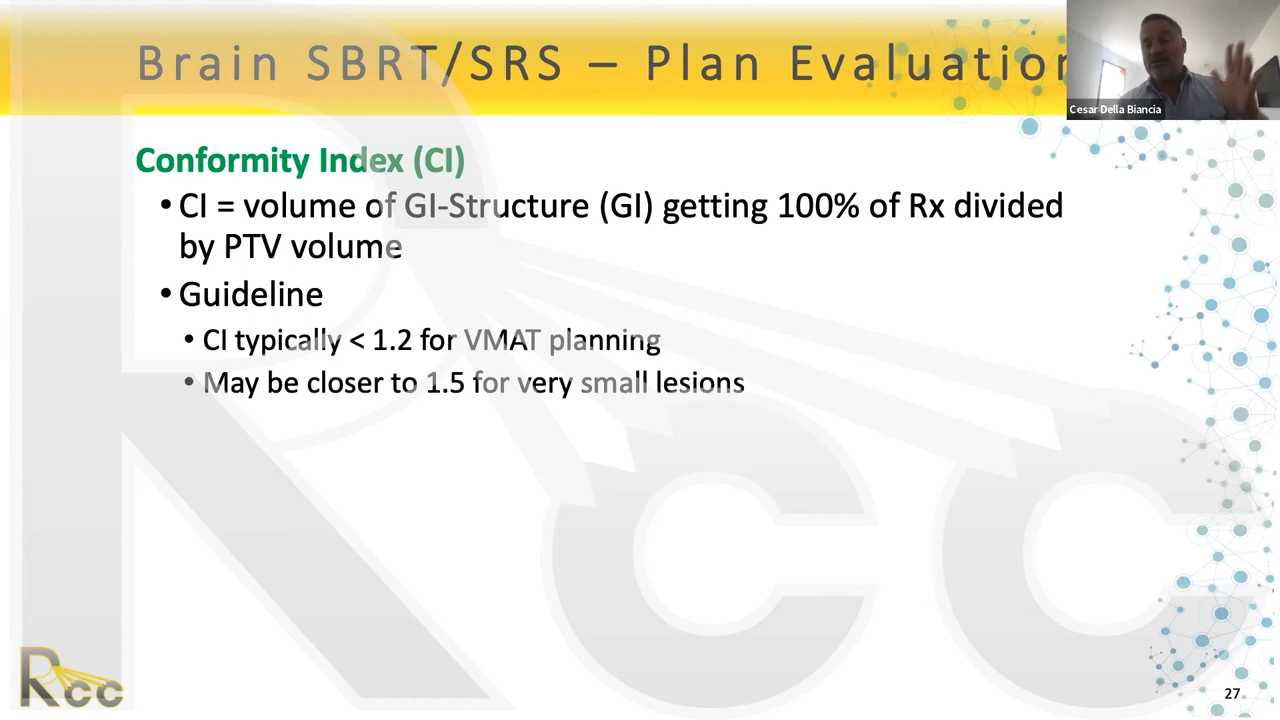 Brain SBRT/SRS – Plan Evaluation
Cesar Della Biancia
Conformity Index (CI)
• CI = volume of GI-Structure (GI) getting 100% of Rx divided
by PTV volume
• Guideline
• CI typically < 1.2 for VMAT planning
• May be closer to 1.5 for very small lesions
Rcc
Rcc
27